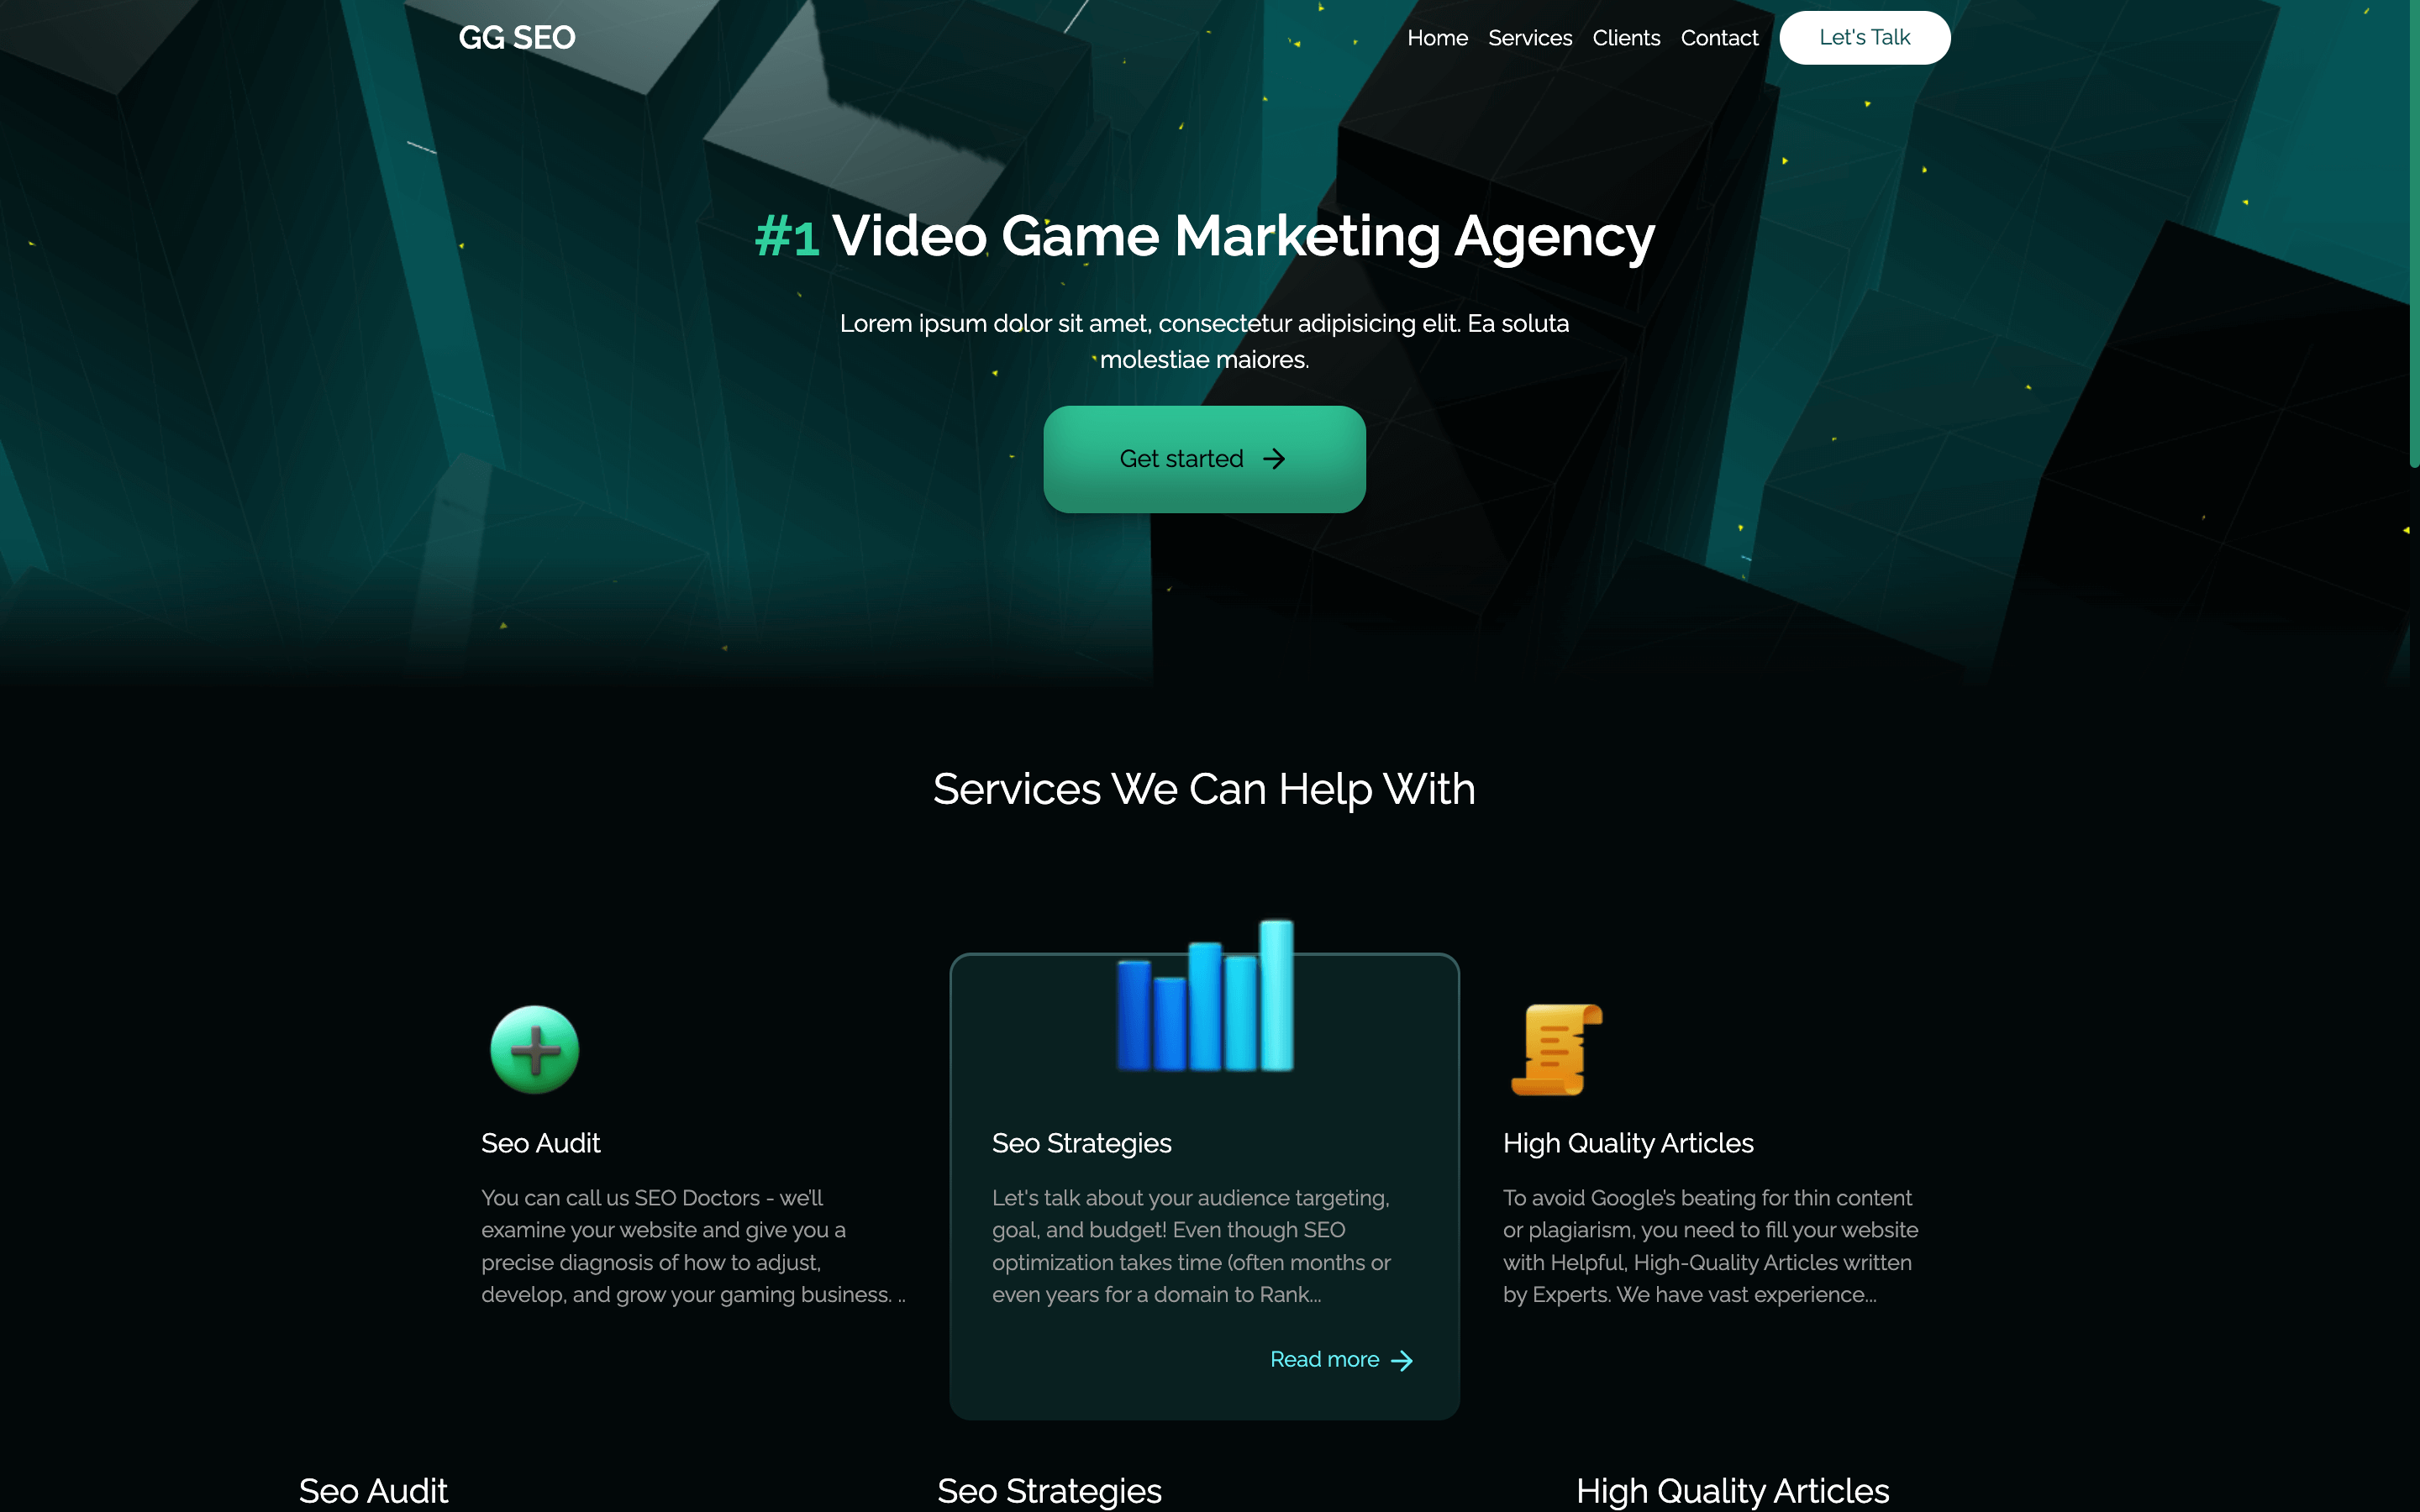 GG SEO
Home Services Clients Contact Let's Talk
#1 Video Game Marketing Agency
Lorem ipsum dolor sit amet, consectetur adipisicing elit. Ea soluta
molestiae maiores.
Get started
Services We Can Help With
Seo Audit
You can call us SEO Doctors - we'll
examine your website and give you a
precise diagnosis of how to adjust,
develop, and grow your gaming business. ..
Seo Strategies
Let's talk about your audience targeting,
goal, and budget! Even though SEO
optimization takes time (often months or
even years for a domain to Rank...
Read more
High Quality Articles
To avoid Google's beating for thin content
or plagiarism, you need to fill your website
with Helpful, High-Quality Articles written
by Experts. We have vast experience...
Seo Audit
Seo Strategies
High Quality Articles